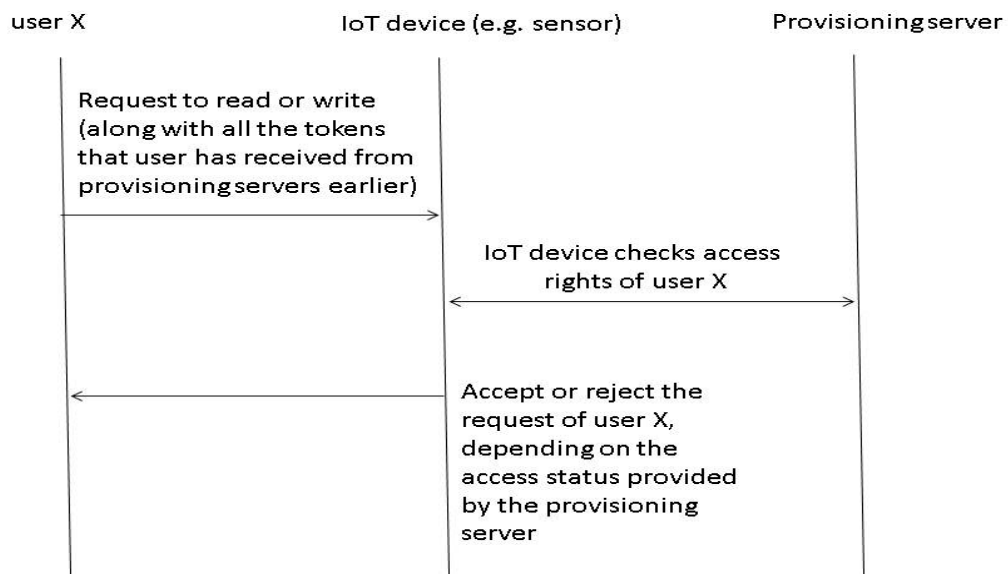 user X
IoT device (e.g. sensor)
Provisioning server
Request to read or write
(along with all the tokens
that user has received from
provisioning servers earlier)
IoT device checks access
rights of user X
Accept or reject the
request of user X,
depending on the
access status provided
by the provisioning
server